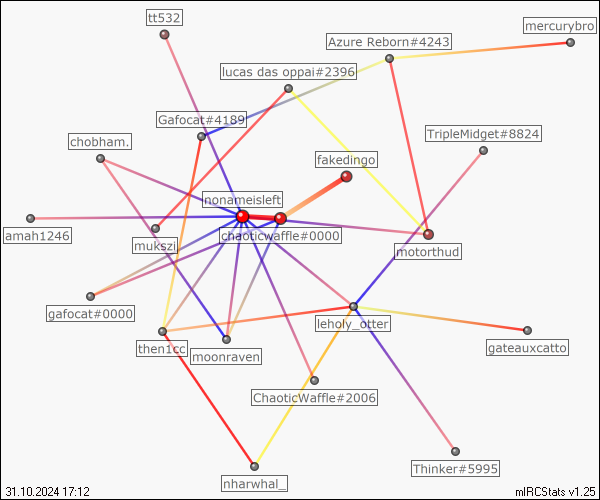 tt532
mercurybro
Azure Reborn#4243
lucas das oppai#2396
Gafocat#4189
TripleMidget#8824
chobham.
fakedingo
nonameisleft
amah1246
mukszi
chaoticwaffle#0000
motorthud
gafocat#0000
leholy_otter
then1cc
moonraven
gateauxcatto
ChaoticWaffle#2006
Thinker#5995
nharwhal_
31.10.2024 17:12
mIRCStats v1.25